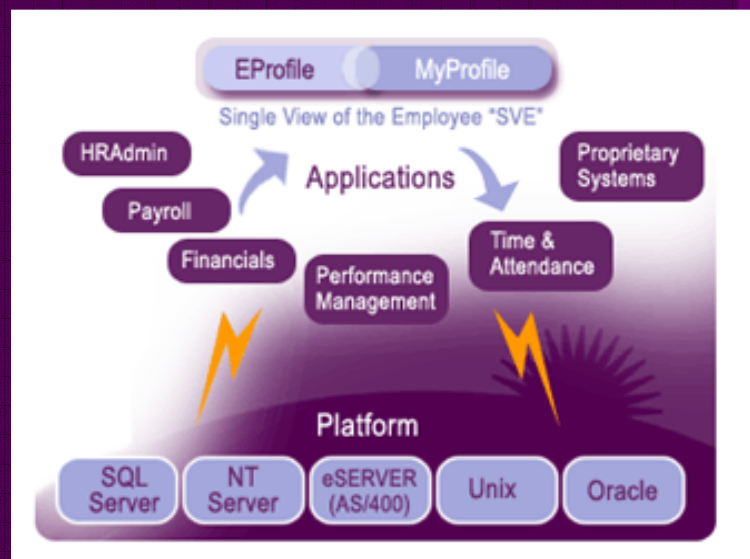 EProfile MyProfile
Single View of the Employee "SVE"
HRAdmin
Proprietary
Systems
Applications
Payroll
Time &
Attendance
Financials
Performance
Management
Platform
SQL
Server
NT
Server
eSERVER
(AS/400)
Unix
Oracle